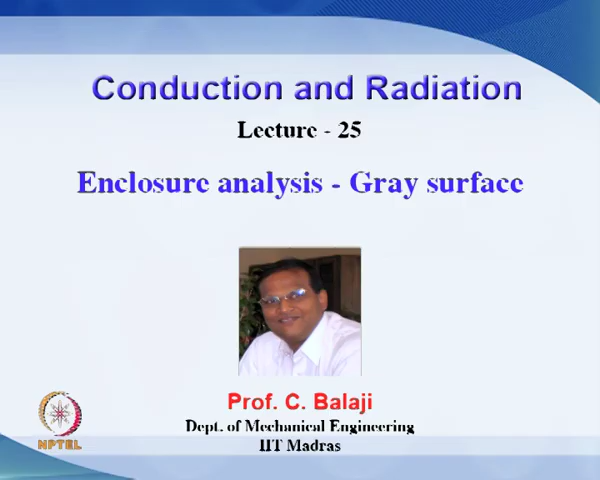 Conduction and Radiation
Lecture - 25
Enclosure analysis - Gray surface
Prof. C. Balaji
Dept. of Mechanical Engineering
IIT Madras
NPTEL